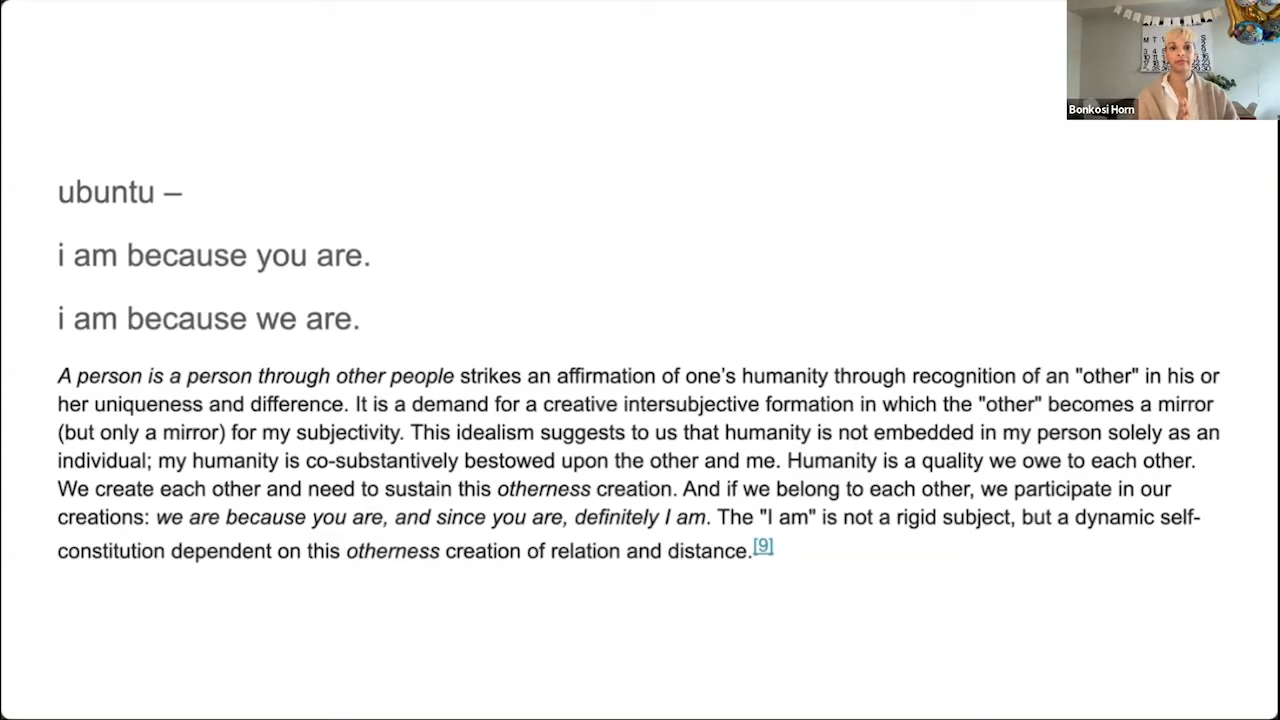 Bonkosi Horn
ubuntu –
i am because you are.
i am because we are.
A person is a person through other people strikes an affirmation of one’s humanity through recognition of an "other" in his or
her uniqueness and difference. It is a demand for a creative intersubjective formation in which the "other" becomes a mirror
(but only a mirror) for my subjectivity. This idealism suggests to us that humanity is not embedded in my person solely as an
individual; my humanity is co-substantively bestowed upon the other and me. Humanity is a quality we owe to each other.
We create each other and need to sustain this otherness creation. And if we belong to each other, we participate in our
creations: we are because you are, and since you are, definitely I am. The "I am" is not a rigid subject, but a dynamic self-
constitution dependent on this otherness creation of relation and distance.[9]